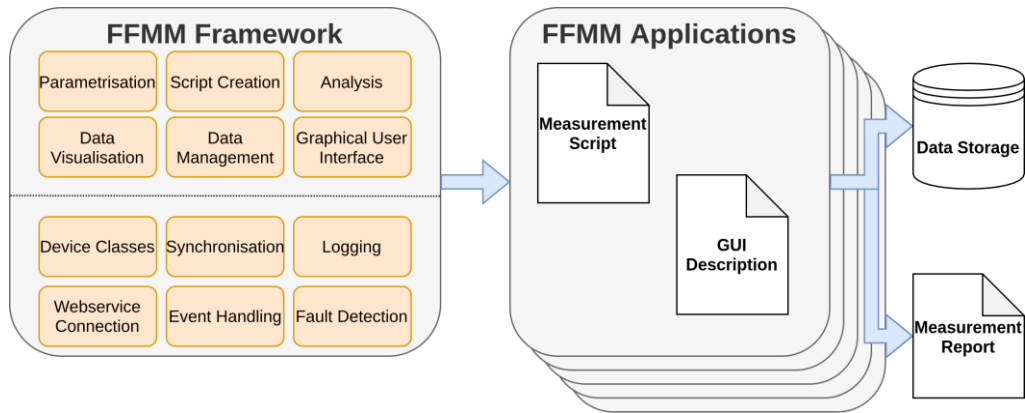 FFMM Framework
Parametrisation
Script Creation
Analysis
Data
Visualisation
Data
Management
Graphical User
Interface
Device Classes
Synchronisation
Logging
Webservice
Connection
Event Handling
Fault Detection
FFMM Applications
Measurement
Script
GUI
Description
Data Storage
Measurement
Report